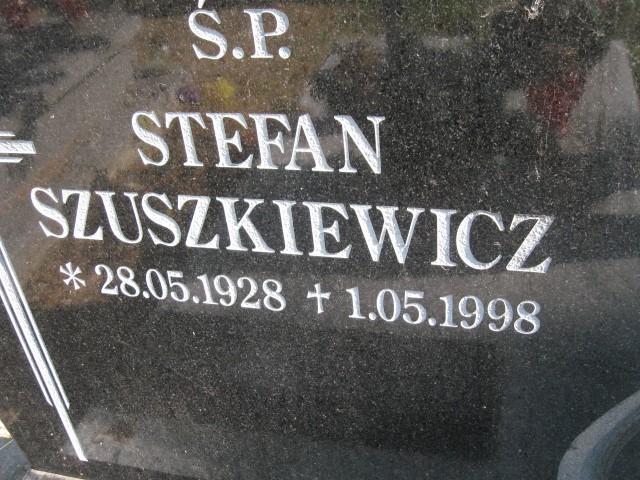 Ś.P.
STEFAN
SZUSZKIEWICZ
* 28.05.1928 ✝ 1.05.1998